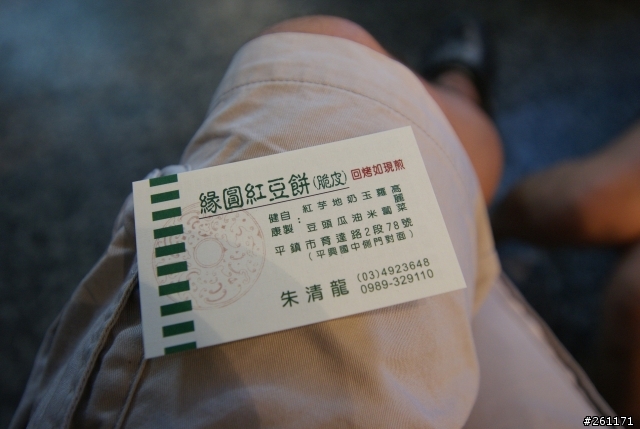 緣圓紅豆餅(脆皮) 回烤如現煎
健康 自製: 紅豆 芋頭 地瓜 奶油 玉米 蘿蔔 高麗菜
平鎮市育達路2段78號
(平興國中側門對面)
朱清龍 (03)4923648
0989-329110
#261171